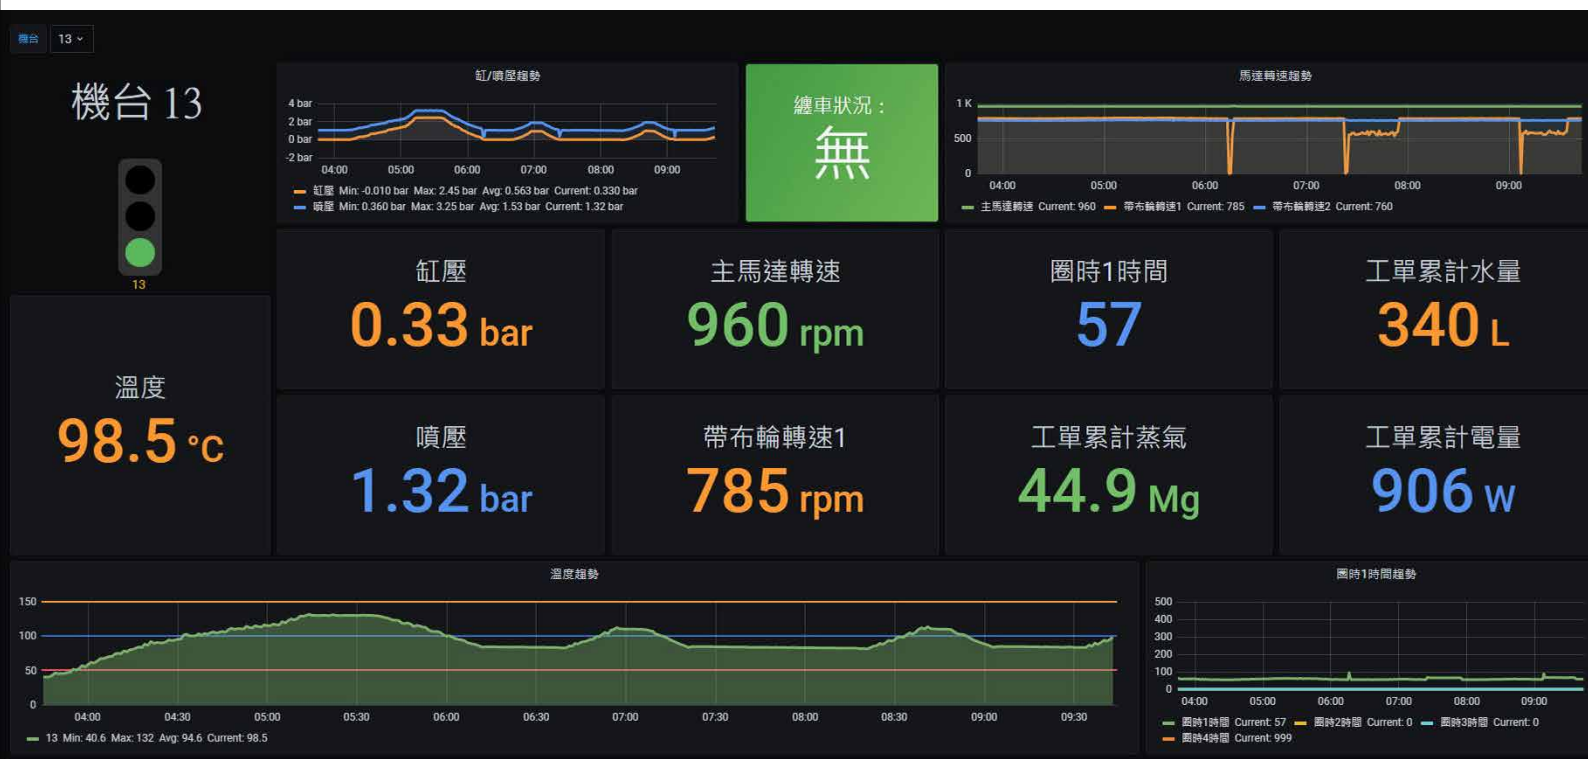 機台 13
機台 13
13
溫度
98.5 °C
缸/噴壓趨勢
4 bar
2 bar
0 bar
-2 bar
04:00 05:00 06:00 07:00 08:00 09:00
缸壓 Min: -0.010 bar Max: 2.45 bar Avg: 0.563 bar Current: 0.330 bar
噴壓 Min: 0.360 bar Max: 3.25 bar Avg: 1.53 bar Current: 1.32 bar
纏車狀況：
無
馬達轉速趨勢
1 K
500
0
04:00 05:00 06:00 07:00 08:00 09:00
主馬達轉速 Current: 960 帶布輪轉速1 Current: 785 帶布輪轉速2 Current: 760
缸壓
0.33 bar
主馬達轉速
960 rpm
圈時1時間
57
工單累計水量
340 L
噴壓
1.32 bar
帶布輪轉速1
785 rpm
工單累計蒸氣
44.9 Mg
工單累計電量
906 W
溫度趨勢
150
100
50
0
04:00 04:30 05:00 05:30 06:00 06:30 07:00 07:30 08:00 08:30 09:00 09:30
13 Min: 40.6 Max: 132 Avg: 94.6 Current: 98.5
圈時1時間趨勢
500
400
300
200
100
0
04:00 05:00 06:00 07:00 08:00 09:00
圈時1時間 Current: 57 圈時2時間 Current: 0 圈時3時間 Current: 0
圈時4時間 Current: 999